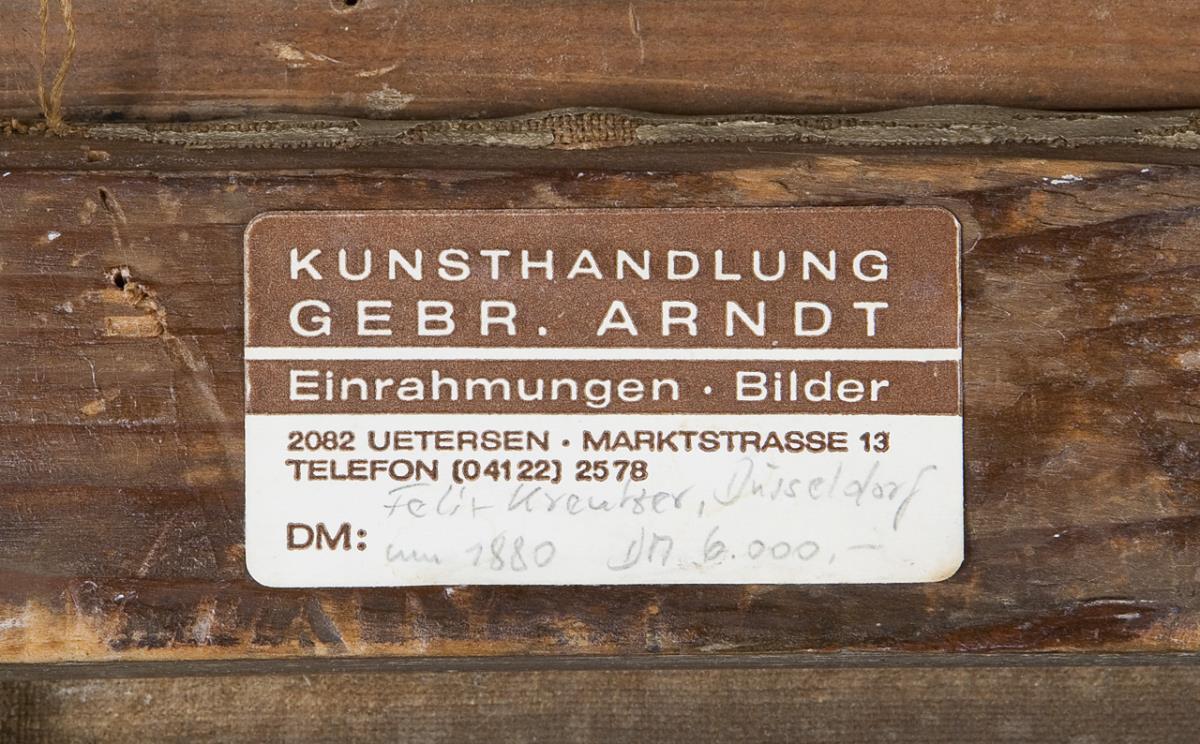 KUNSTHANDLUNG
GEBR. ARNDT
Einrahmungen · Bilder
2082 UETERSEN · MARKTSTRASSE 13
TELEFON (04122) 2578
Felix Kreutzer, Düsseldorf
DM: um 1880 DM 6.000,—